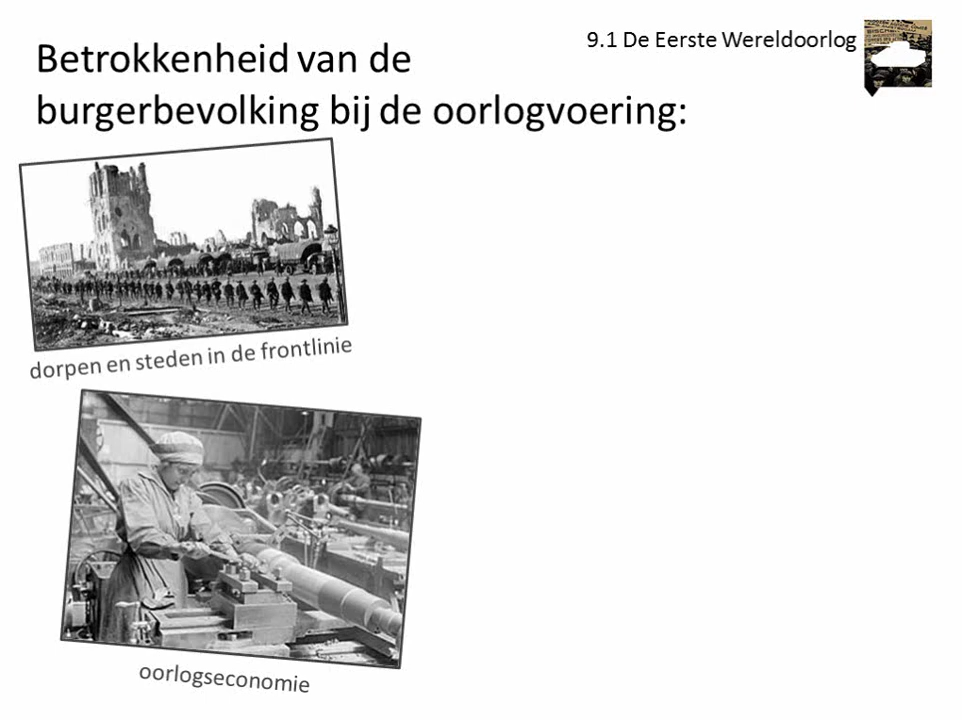 9.1 De Eerste Wereldoorlog
Betrokkenheid van de
burgerbevolking bij de oorlogvoering:
dorpen en steden in de frontlinie
oorlogseconomie